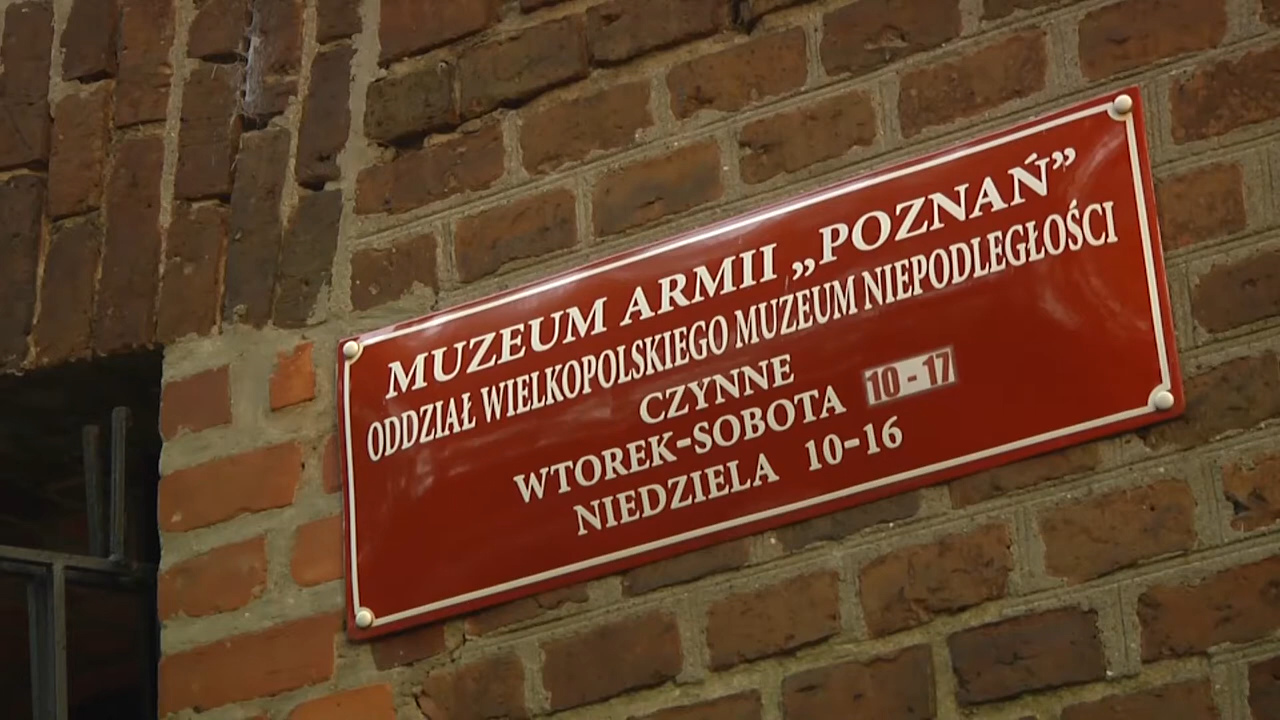 MUZEUM ARMII „POZNAŃ”
ODDZIAŁ WIELKOPOLSKIEGO MUZEUM NIEPODLEGŁOŚCI
CZYNNE
WTOREK-SOBOTA 10 - 17
NIEDZIELA 10-16